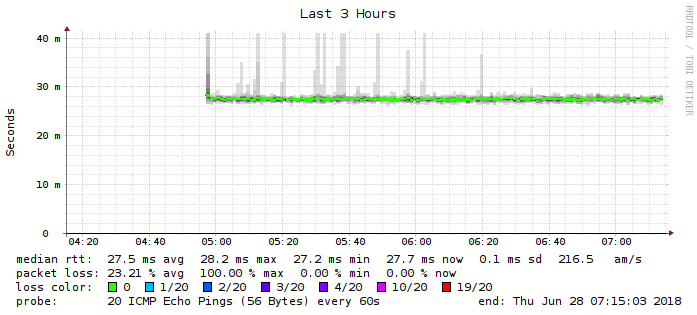 Last 3 Hours
RRDTOOL / TOBI OETIKER
Seconds
40 m
30 m
20 m
10 m
0
04:20 04:40 05:00 05:20 05:40 06:00 06:20 06:40 07:00
median rtt: 27.5 ms avg 28.2 ms max 27.2 ms min 27.7 ms now 0.1 ms sd 216.5 am/s
packet loss: 23.21 % avg 100.00 % max 0.00 % min 0.00 % now
loss color: 0 1/20 2/20 3/20 4/20 10/20 19/20
probe: 20 ICMP Echo Pings (56 Bytes) every 60s end: Thu Jun 28 07:15:03 2018